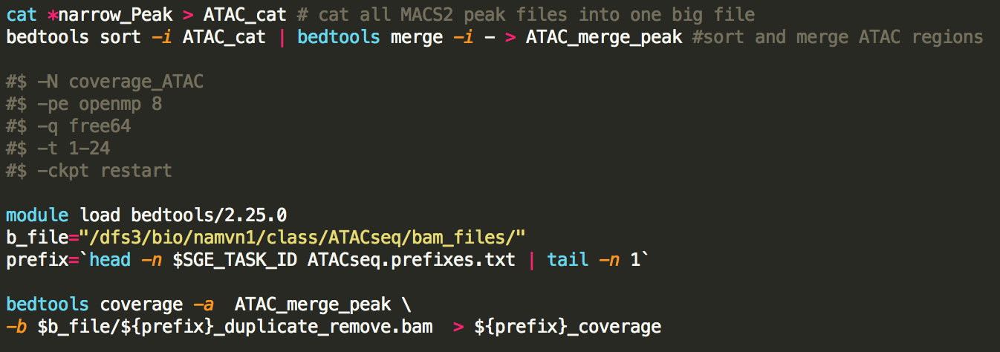 cat *narrow_Peak > ATAC_cat # cat all MACS2 peak files into one big file
bedtools sort -i ATAC_cat | bedtools merge -i - > ATAC_merge_peak #sort and merge ATAC regions
#$ -N coverage_ATAC
#$ -pe openmp 8
#$ -q free64
#$ -t 1-24
#$ -ckpt restart
module load bedtools/2.25.0
b_file="/dfs3/bio/namvn1/class/ATACseq/bam_files/"
prefix=`head -n $SGE_TASK_ID ATACseq.prefixes.txt | tail -n 1`
bedtools coverage -a  ATAC_merge_peak \
-b $b_file/${prefix}_duplicate_remove.bam  > ${prefix}_coverage